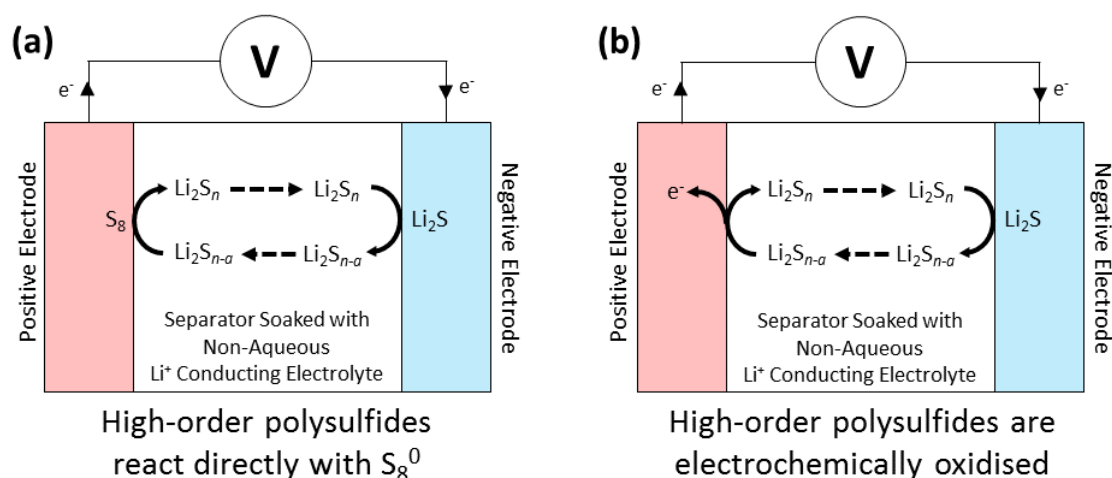 (a)
V
e-
e-
Positive Electrode
S₈
Li₂Sₙ
Li₂Sₙ
Li₂Sₙ₋ₐ
Li₂Sₙ₋ₐ
Li₂S
Negative Electrode
Separator Soaked with
Non-Aqueous
Li⁺ Conducting Electrolyte
High-order polysulfides
react directly with S₈⁰
(b)
V
e-
e-
Positive Electrode
e-
Li₂Sₙ
Li₂Sₙ
Li₂Sₙ₋ₐ
Li₂Sₙ₋ₐ
Li₂S
Negative Electrode
Separator Soaked with
Non-Aqueous
Li⁺ Conducting Electrolyte
High-order polysulfides are
electrochemically oxidised